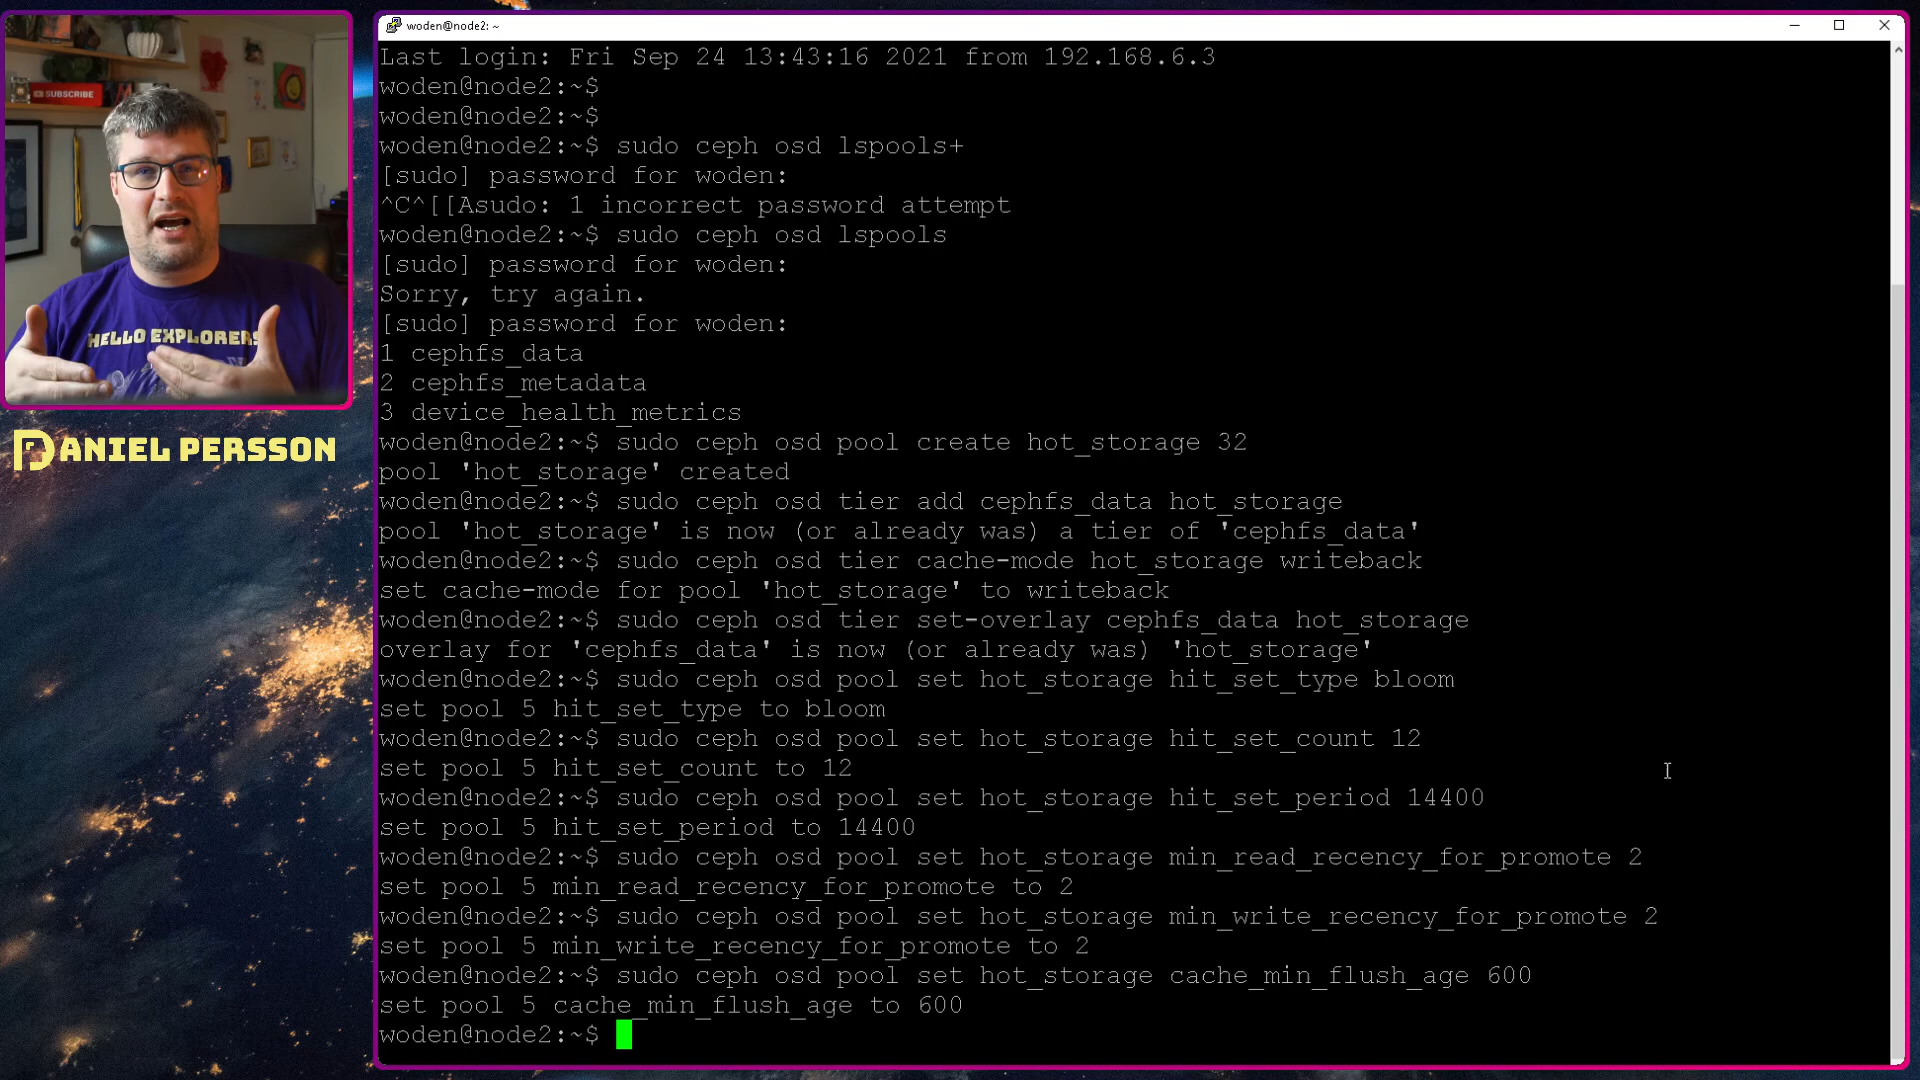 SUBSCRIBE
HELLO EXPLORERS
DANIEL PERSSON
woden@node2: ~
Last login: Fri Sep 24 13:43:16 2021 from 192.168.6.3
woden@node2:~$
woden@node2:~$
woden@node2:~$ sudo ceph osd lspools+
[sudo] password for woden:
^C^[[Asudo: 1 incorrect password attempt
woden@node2:~$ sudo ceph osd lspools
[sudo] password for woden:
Sorry, try again.
[sudo] password for woden:
1 cephfs_data
2 cephfs_metadata
3 device_health_metrics
woden@node2:~$ sudo ceph osd pool create hot_storage 32
pool 'hot_storage' created
woden@node2:~$ sudo ceph osd tier add cephfs_data hot_storage
pool 'hot_storage' is now (or already was) a tier of 'cephfs_data'
woden@node2:~$ sudo ceph osd tier cache-mode hot_storage writeback
set cache-mode for pool 'hot_storage' to writeback
woden@node2:~$ sudo ceph osd tier set-overlay cephfs_data hot_storage
overlay for 'cephfs_data' is now (or already was) 'hot_storage'
woden@node2:~$ sudo ceph osd pool set hot_storage hit_set_type bloom
set pool 5 hit_set_type to bloom
woden@node2:~$ sudo ceph osd pool set hot_storage hit_set_count 12
set pool 5 hit_set_count to 12
woden@node2:~$ sudo ceph osd pool set hot_storage hit_set_period 14400
set pool 5 hit_set_period to 14400
woden@node2:~$ sudo ceph osd pool set hot_storage min_read_recency_for_promote 2
set pool 5 min_read_recency_for_promote to 2
woden@node2:~$ sudo ceph osd pool set hot_storage min_write_recency_for_promote 2
set pool 5 min_write_recency_for_promote to 2
woden@node2:~$ sudo ceph osd pool set hot_storage cache_min_flush_age 600
set pool 5 cache_min_flush_age to 600
woden@node2:~$